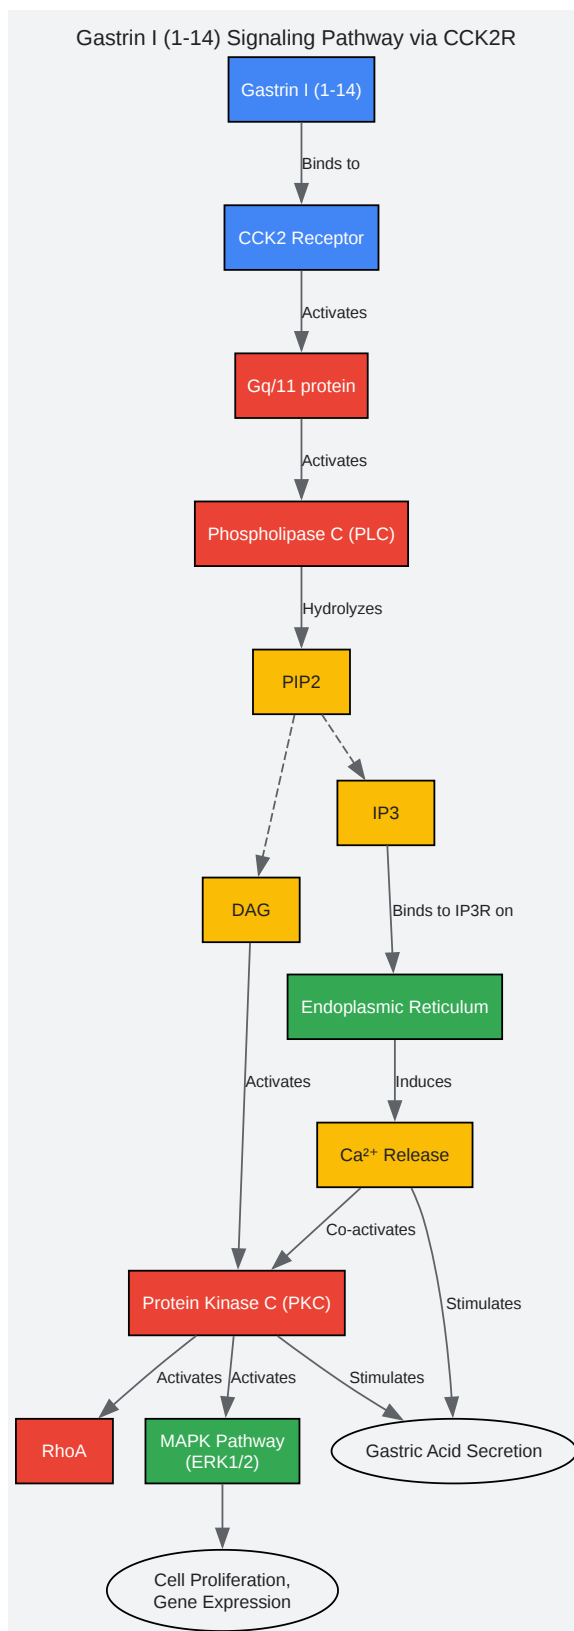 Gastrin I (1-14) Signaling Pathway via CCK2R
Gastrin I (1-14)
Binds to
CCK2 Receptor
Activates
Gq/11 protein
Activates
Phospholipase C (PLC)
Hydrolyzes
PIP2
IP3
DAG
Binds to IP3R on
Endoplasmic Reticulum
Activates
Induces
Ca²⁺ Release
Co-activates
Protein Kinase C (PKC)
Stimulates
Activates
Activates
Stimulates
RhoA
MAPK Pathway
(ERK1/2)
Gastric Acid Secretion
Cell Proliferation,
Gene Expression